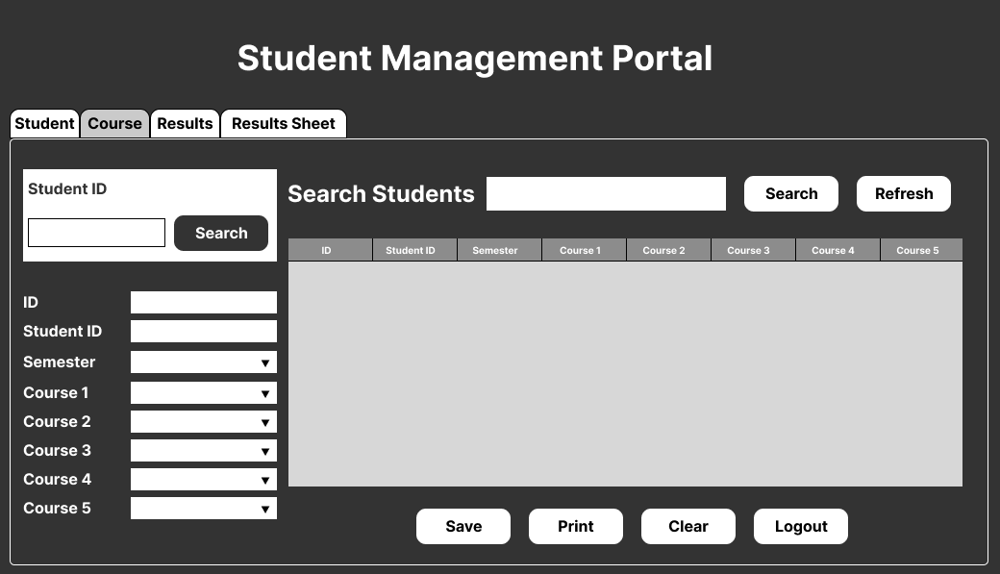 Student Management Portal
Student Course Results Results Sheet
Student ID
Search
Search Students Search Refresh
ID Student ID Semester Course 1 Course 2 Course 3 Course 4 Course 5
ID
Student ID
Semester
Course 1
Course 2
Course 3
Course 4
Course 5
Save Print Clear Logout